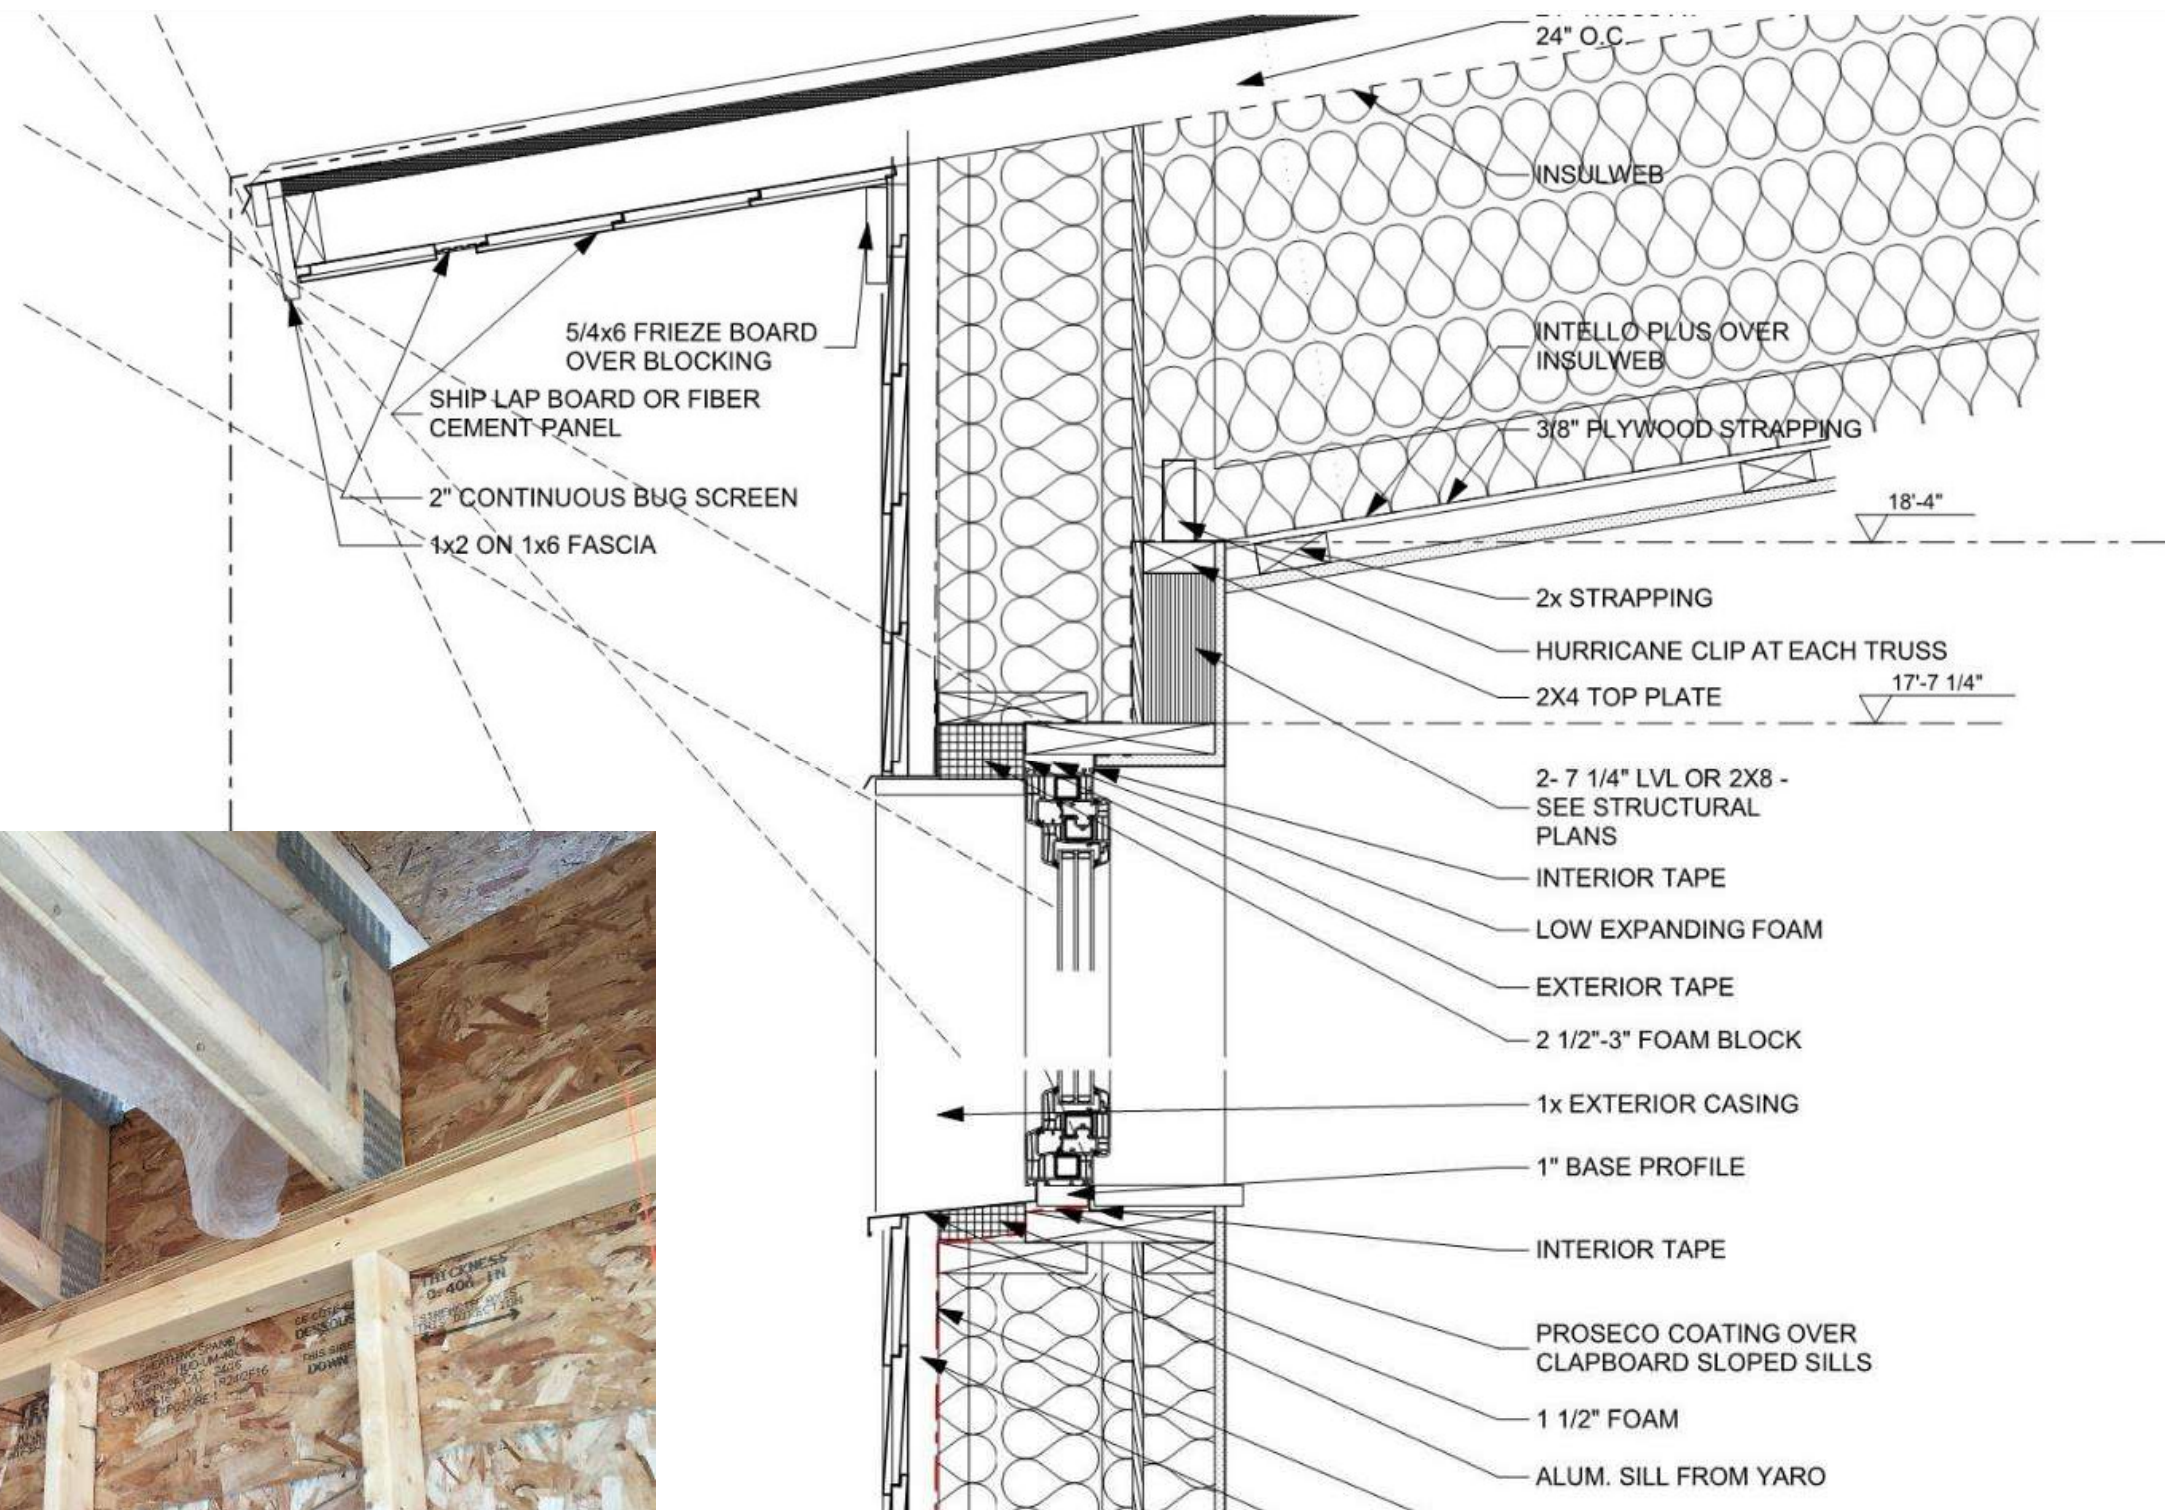 24" O.C.
INSULWEB
5/4x6 FRIEZE BOARD
OVER BLOCKING
INTELLO PLUS OVER
INSULWEB
SHIP LAP BOARD OR FIBER
CEMENT PANEL
3/8" PLYWOOD STRAPPING
2" CONTINUOUS BUG SCREEN
18'-4"
1x2 ON 1x6 FASCIA
2x STRAPPING
HURRICANE CLIP AT EACH TRUSS
17'-7 1/4"
2X4 TOP PLATE
2- 7 1/4" LVL OR 2X8 -
SEE STRUCTURAL
PLANS
INTERIOR TAPE
LOW EXPANDING FOAM
EXTERIOR TAPE
2 1/2"-3" FOAM BLOCK
1x EXTERIOR CASING
1" BASE PROFILE
INTERIOR TAPE
PROSECO COATING OVER
CLAPBOARD SLOPED SILLS
1 1/2" FOAM
ALUM. SILL FROM YARO
THICKNESS
THIS DIRECTION
DESSOUS
THIS SIDE
DOWN